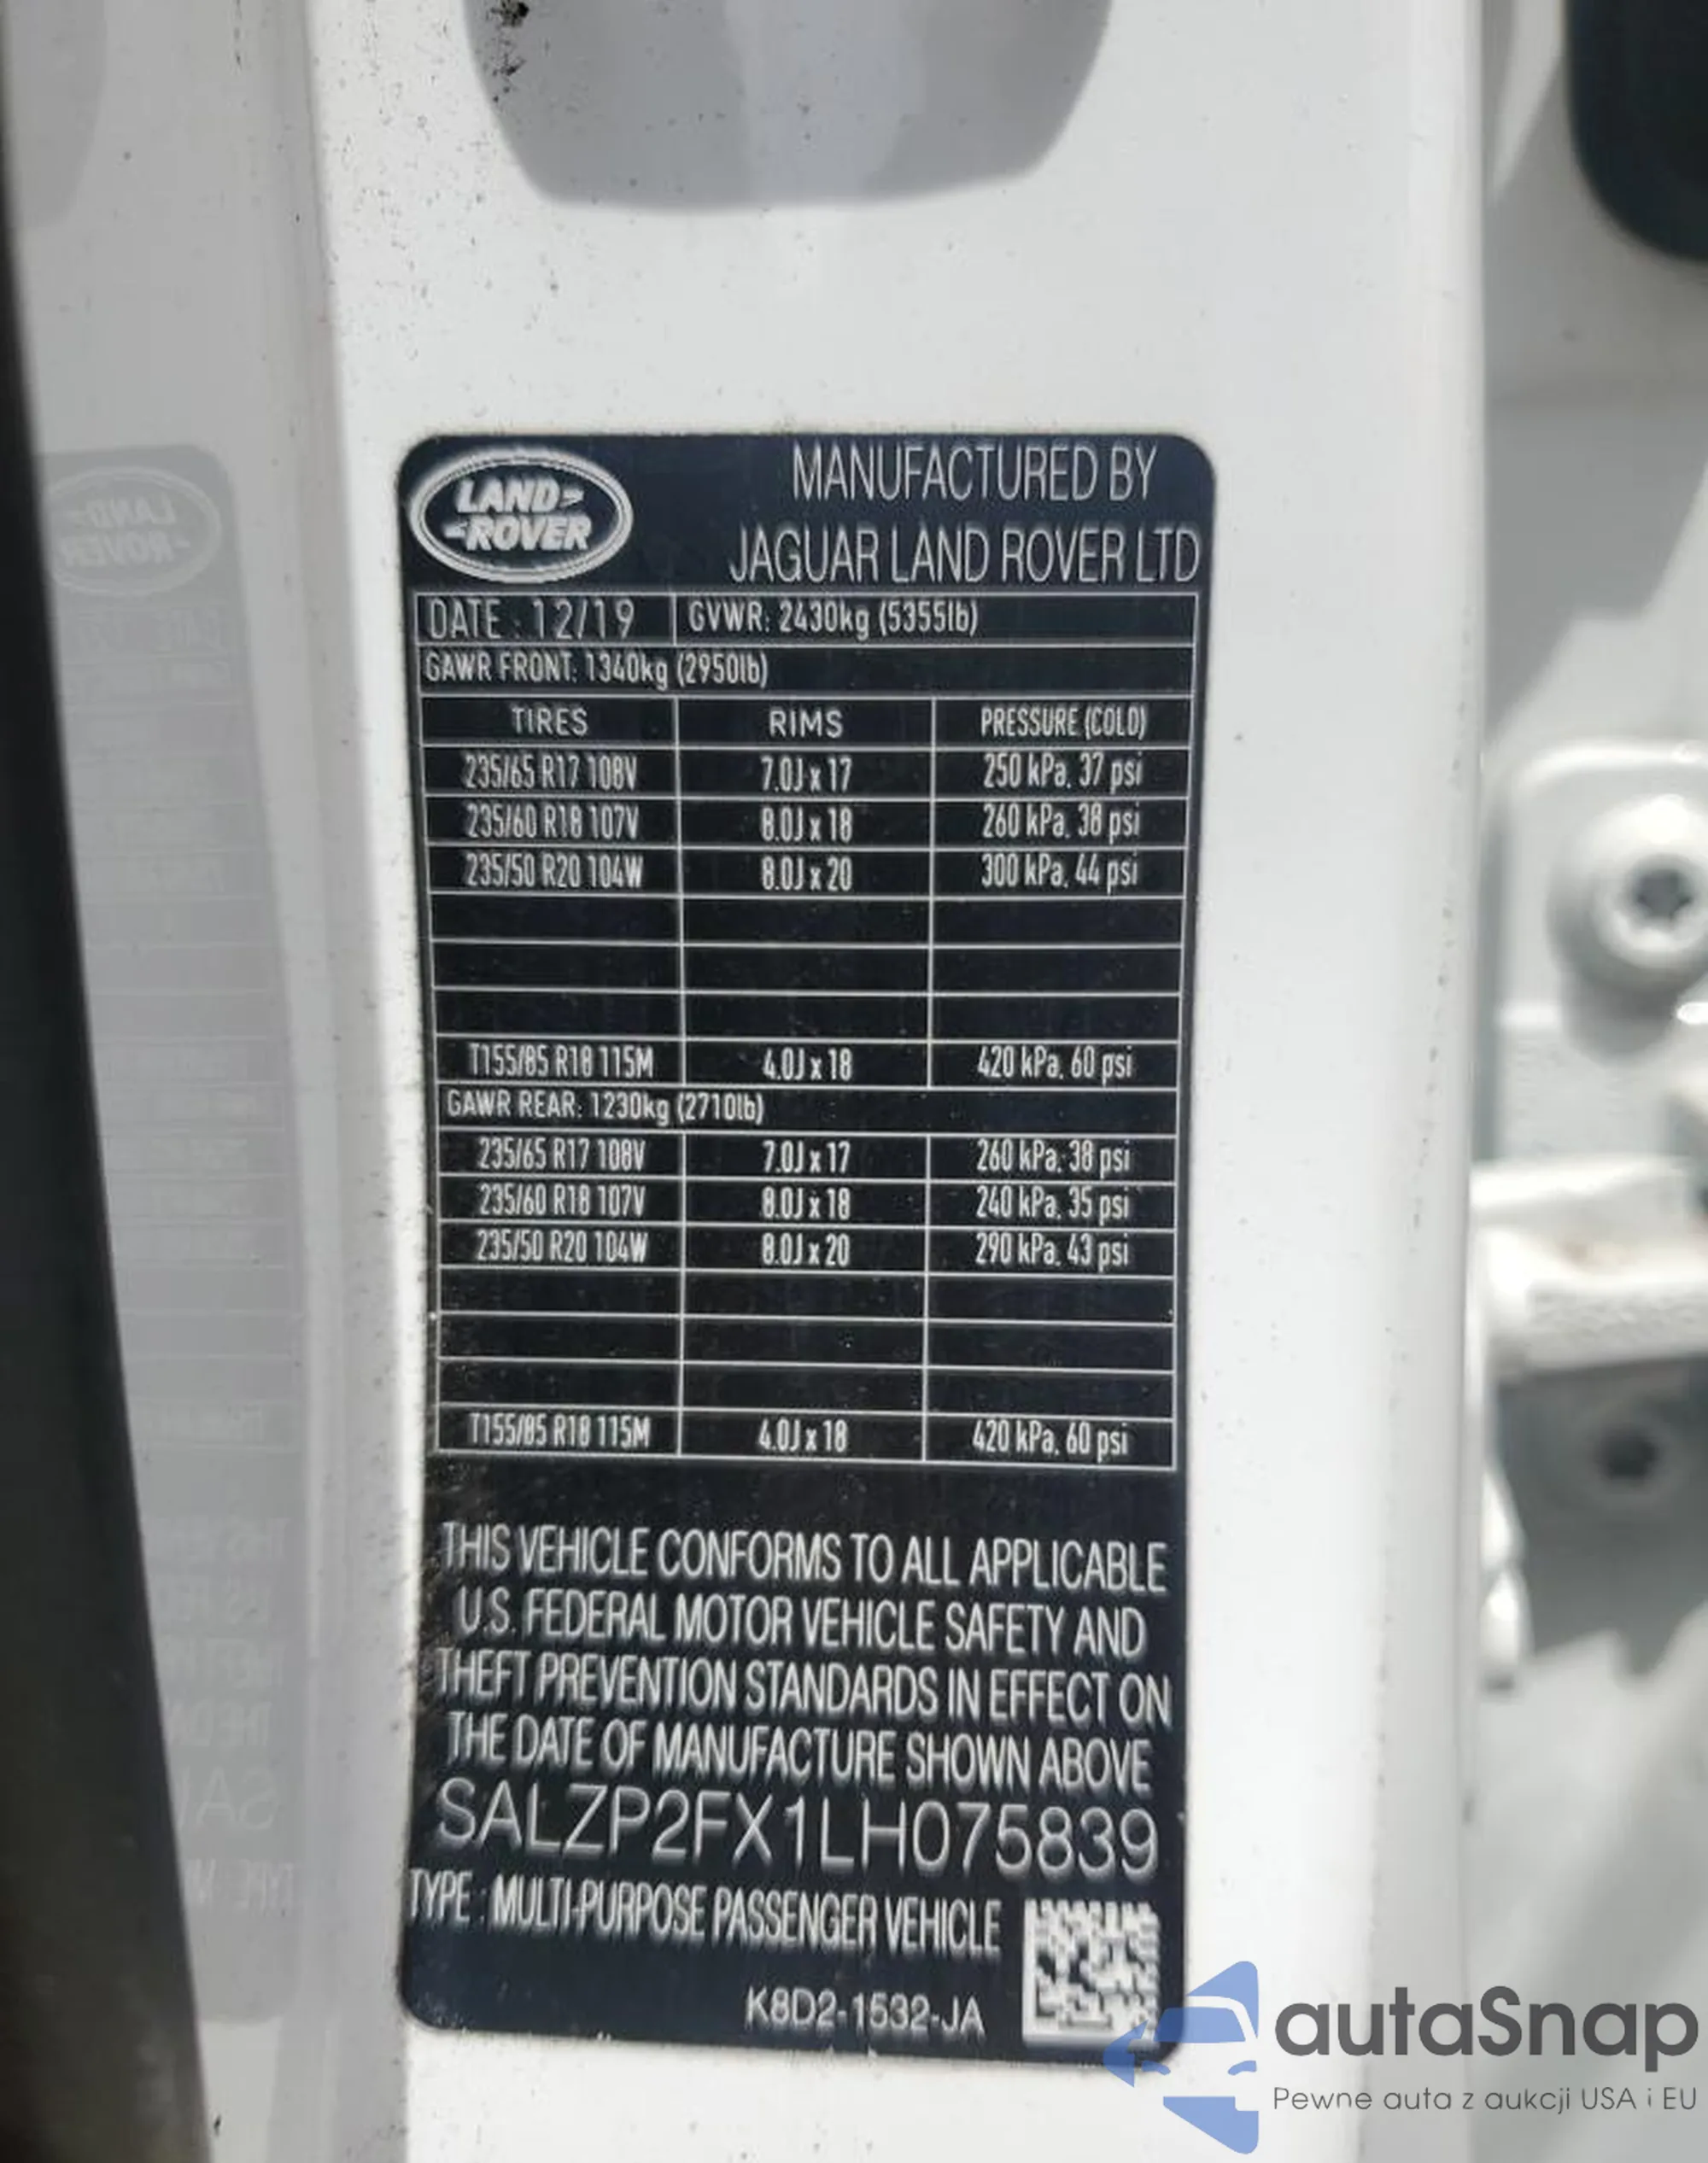 LAND-
-ROVER
MANUFACTURED BY
JAGUAR LAND ROVER LTD
DATE : 12/19 GVWR: 2430kg (5355lb)
GAWR FRONT: 1340kg (2950lb)
TIRES RIMS PRESSURE (COLD)
235/65 R17 108V 7.0J x 17 250 kPa, 37 psi
235/60 R18 107V 8.0J x 18 260 kPa, 38 psi
235/50 R20 104W 8.0J x 20 300 kPa, 44 psi
T155/85 R18 115M 4.0J x 18 420 kPa, 60 psi
GAWR REAR: 1230kg (2710lb)
235/65 R17 108V 7.0J x 17 260 kPa, 38 psi
235/60 R18 107V 8.0J x 18 240 kPa, 35 psi
235/50 R20 104W 8.0J x 20 290 kPa, 43 psi
T155/85 R18 115M 4.0J x 18 420 kPa, 60 psi
THIS VEHICLE CONFORMS TO ALL APPLICABLE
U.S. FEDERAL MOTOR VEHICLE SAFETY AND
THEFT PREVENTION STANDARDS IN EFFECT ON
THE DATE OF MANUFACTURE SHOWN ABOVE
SALZP2FX1LH075839
TYPE : MULTI-PURPOSE PASSENGER VEHICLE
K8D2-1532-JA
autaSnap
Pewne auta z aukcji USA i EU